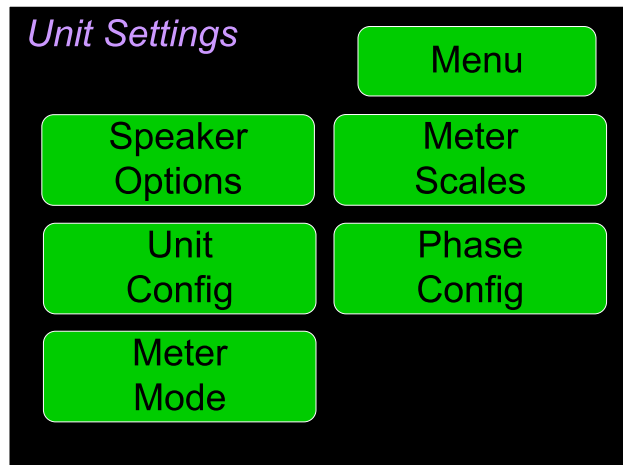 Unit Settings
Menu
Speaker
Options
Meter
Scales
Unit
Config
Phase
Config
Meter
Mode